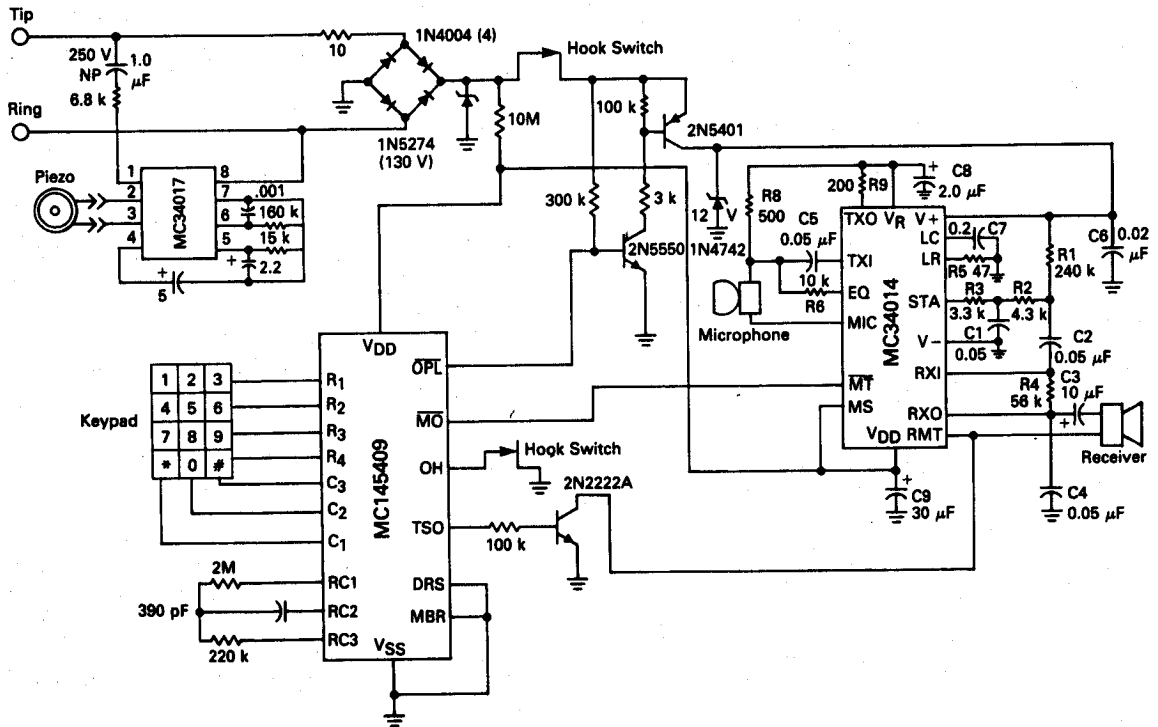 Tip
250 V
NP
1.0
μF
6.8 k
Ring
10
1N4004 (4)
1N5274
(130 V)
Hook Switch
10M
100 k
2N5401
300 k
3 k
12 V
1N4742
2N5550
Piezo
1
2
3
4
MC34017
8
7
6
5
.001
160 k
15 k
2.2
+
5
+
R8
500
C5
0.05
μF
10 k
R6
Microphone
200
R9
+
C8
2.0 μF
TXO
VR
V+
LC
LR
TXI
EQ
MIC
STA
V−
RXI
MT
MS
RXO
VDD
RMT
MC34014
0.2
C7
R5 47
R1
240 k
C6
0.02
μF
R3
3.3 k
R2
4.3 k
C1
0.05
C2
0.05 μF
R4
56 k
C3
10 μF
+
Receiver
C4
0.05 μF
+
C9
30 μF
Keypad
1 2 3
4 5 6
7 8 9
* 0 #
VDD
R1
R2
R3
R4
C3
C2
C1
RC1
RC2
RC3
VSS
MC145409
OPL
MO
OH
TSO
DRS
MBR
Hook Switch
2N2222A
100 k
2M
390 pF
220 k